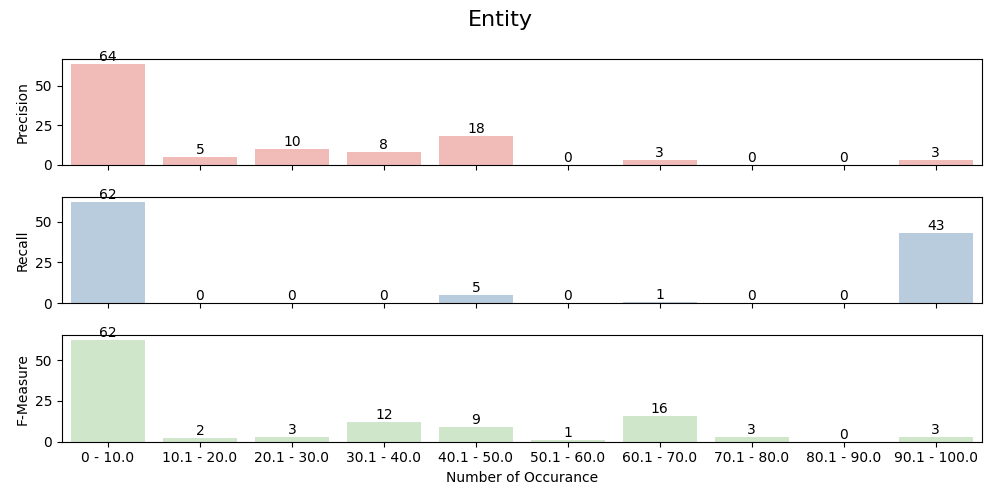 Entity
Precision
50
25
0
64
5
10
8
18
0
3
0
0
3
Recall
50
25
0
62
0
0
0
5
0
1
0
0
43
F-Measure
50
25
0
62
2
3
12
9
1
16
3
0
3
0 - 10.0
10.1 - 20.0
20.1 - 30.0
30.1 - 40.0
40.1 - 50.0
50.1 - 60.0
60.1 - 70.0
70.1 - 80.0
80.1 - 90.0
90.1 - 100.0
Number of Occurance